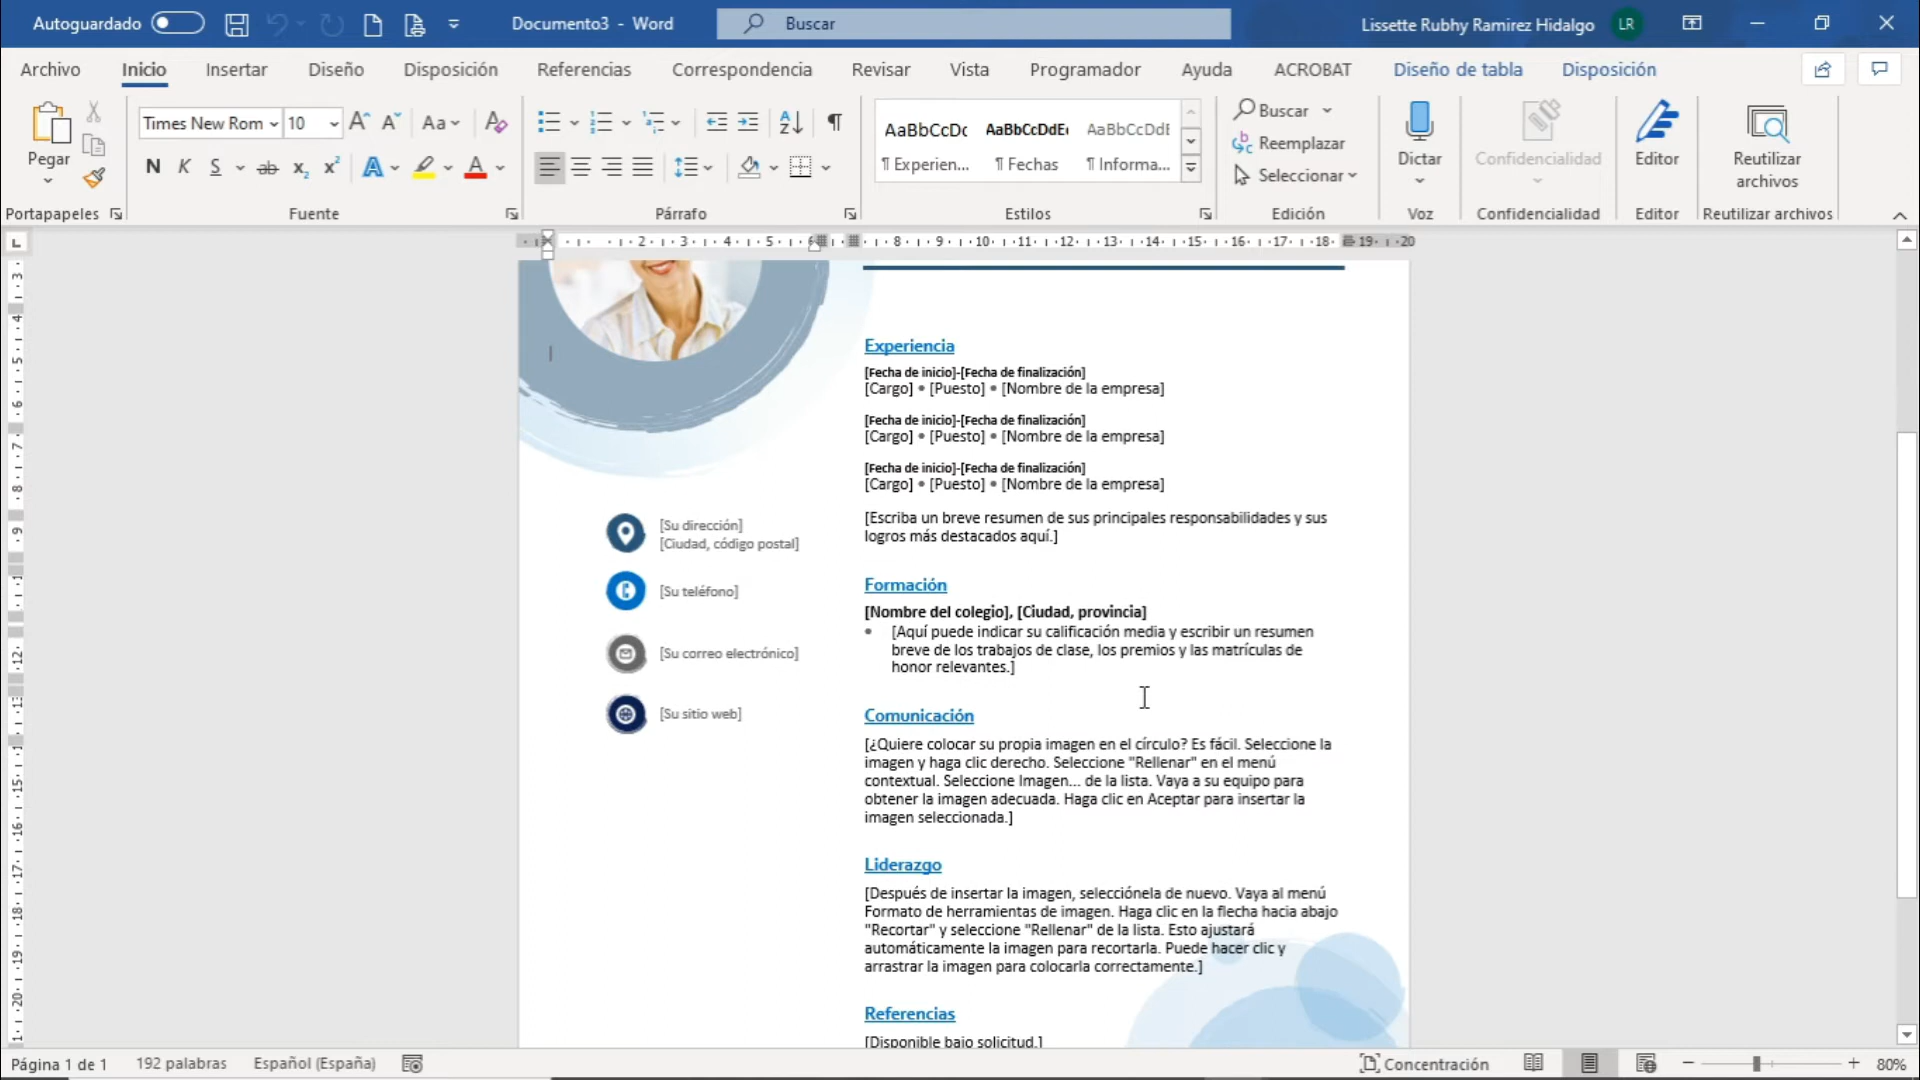 Autoguardado
Documento3 - Word
Buscar
Lissette Rubhy Ramirez Hidalgo
LR
Archivo
Inicio
Insertar
Diseño
Disposición
Referencias
Correspondencia
Revisar
Vista
Programador
Ayuda
ACROBAT
Diseño de tabla
Disposición
Pegar
Portapapeles
Times New Rom
10
Aa
N K S ab x₂ x²
Fuente
Párrafo
AaBbCcDc
AaBbCcDdEe
AaBbCcDdE
¶ Experien...
¶ Fechas
¶ Informa...
Estilos
Buscar
Reemplazar
Seleccionar
Edición
Dictar
Voz
Confidencialidad
Confidencialidad
Editor
Editor
Reutilizar
archivos
Reutilizar archivos
Experiencia
[Fecha de inicio]-[Fecha de finalización]
[Cargo] • [Puesto] • [Nombre de la empresa]
[Fecha de inicio]-[Fecha de finalización]
[Cargo] • [Puesto] • [Nombre de la empresa]
[Fecha de inicio]-[Fecha de finalización]
[Cargo] • [Puesto] • [Nombre de la empresa]
[Escriba un breve resumen de sus principales responsabilidades y sus
logros más destacados aquí.]
[Su dirección]
[Ciudad, código postal]
[Su teléfono]
[Su correo electrónico]
[Su sitio web]
Formación
[Nombre del colegio], [Ciudad, provincia]
• [Aquí puede indicar su calificación media y escribir un resumen
breve de los trabajos de clase, los premios y las matrículas de
honor relevantes.]
Comunicación
[¿Quiere colocar su propia imagen en el círculo? Es fácil. Seleccione la
imagen y haga clic derecho. Seleccione "Rellenar" en el menú
contextual. Seleccione Imagen... de la lista. Vaya a su equipo para
obtener la imagen adecuada. Haga clic en Aceptar para insertar la
imagen seleccionada.]
Liderazgo
[Después de insertar la imagen, selecciónela de nuevo. Vaya al menú
Formato de herramientas de imagen. Haga clic en la flecha hacia abajo
"Recortar" y seleccione "Rellenar" de la lista. Esto ajustará
automáticamente la imagen para recortarla. Puede hacer clic y
arrastrar la imagen para colocarla correctamente.]
Referencias
[Disponible bajo solicitud.]
Página 1 de 1
192 palabras
Español (España)
Concentración
80%